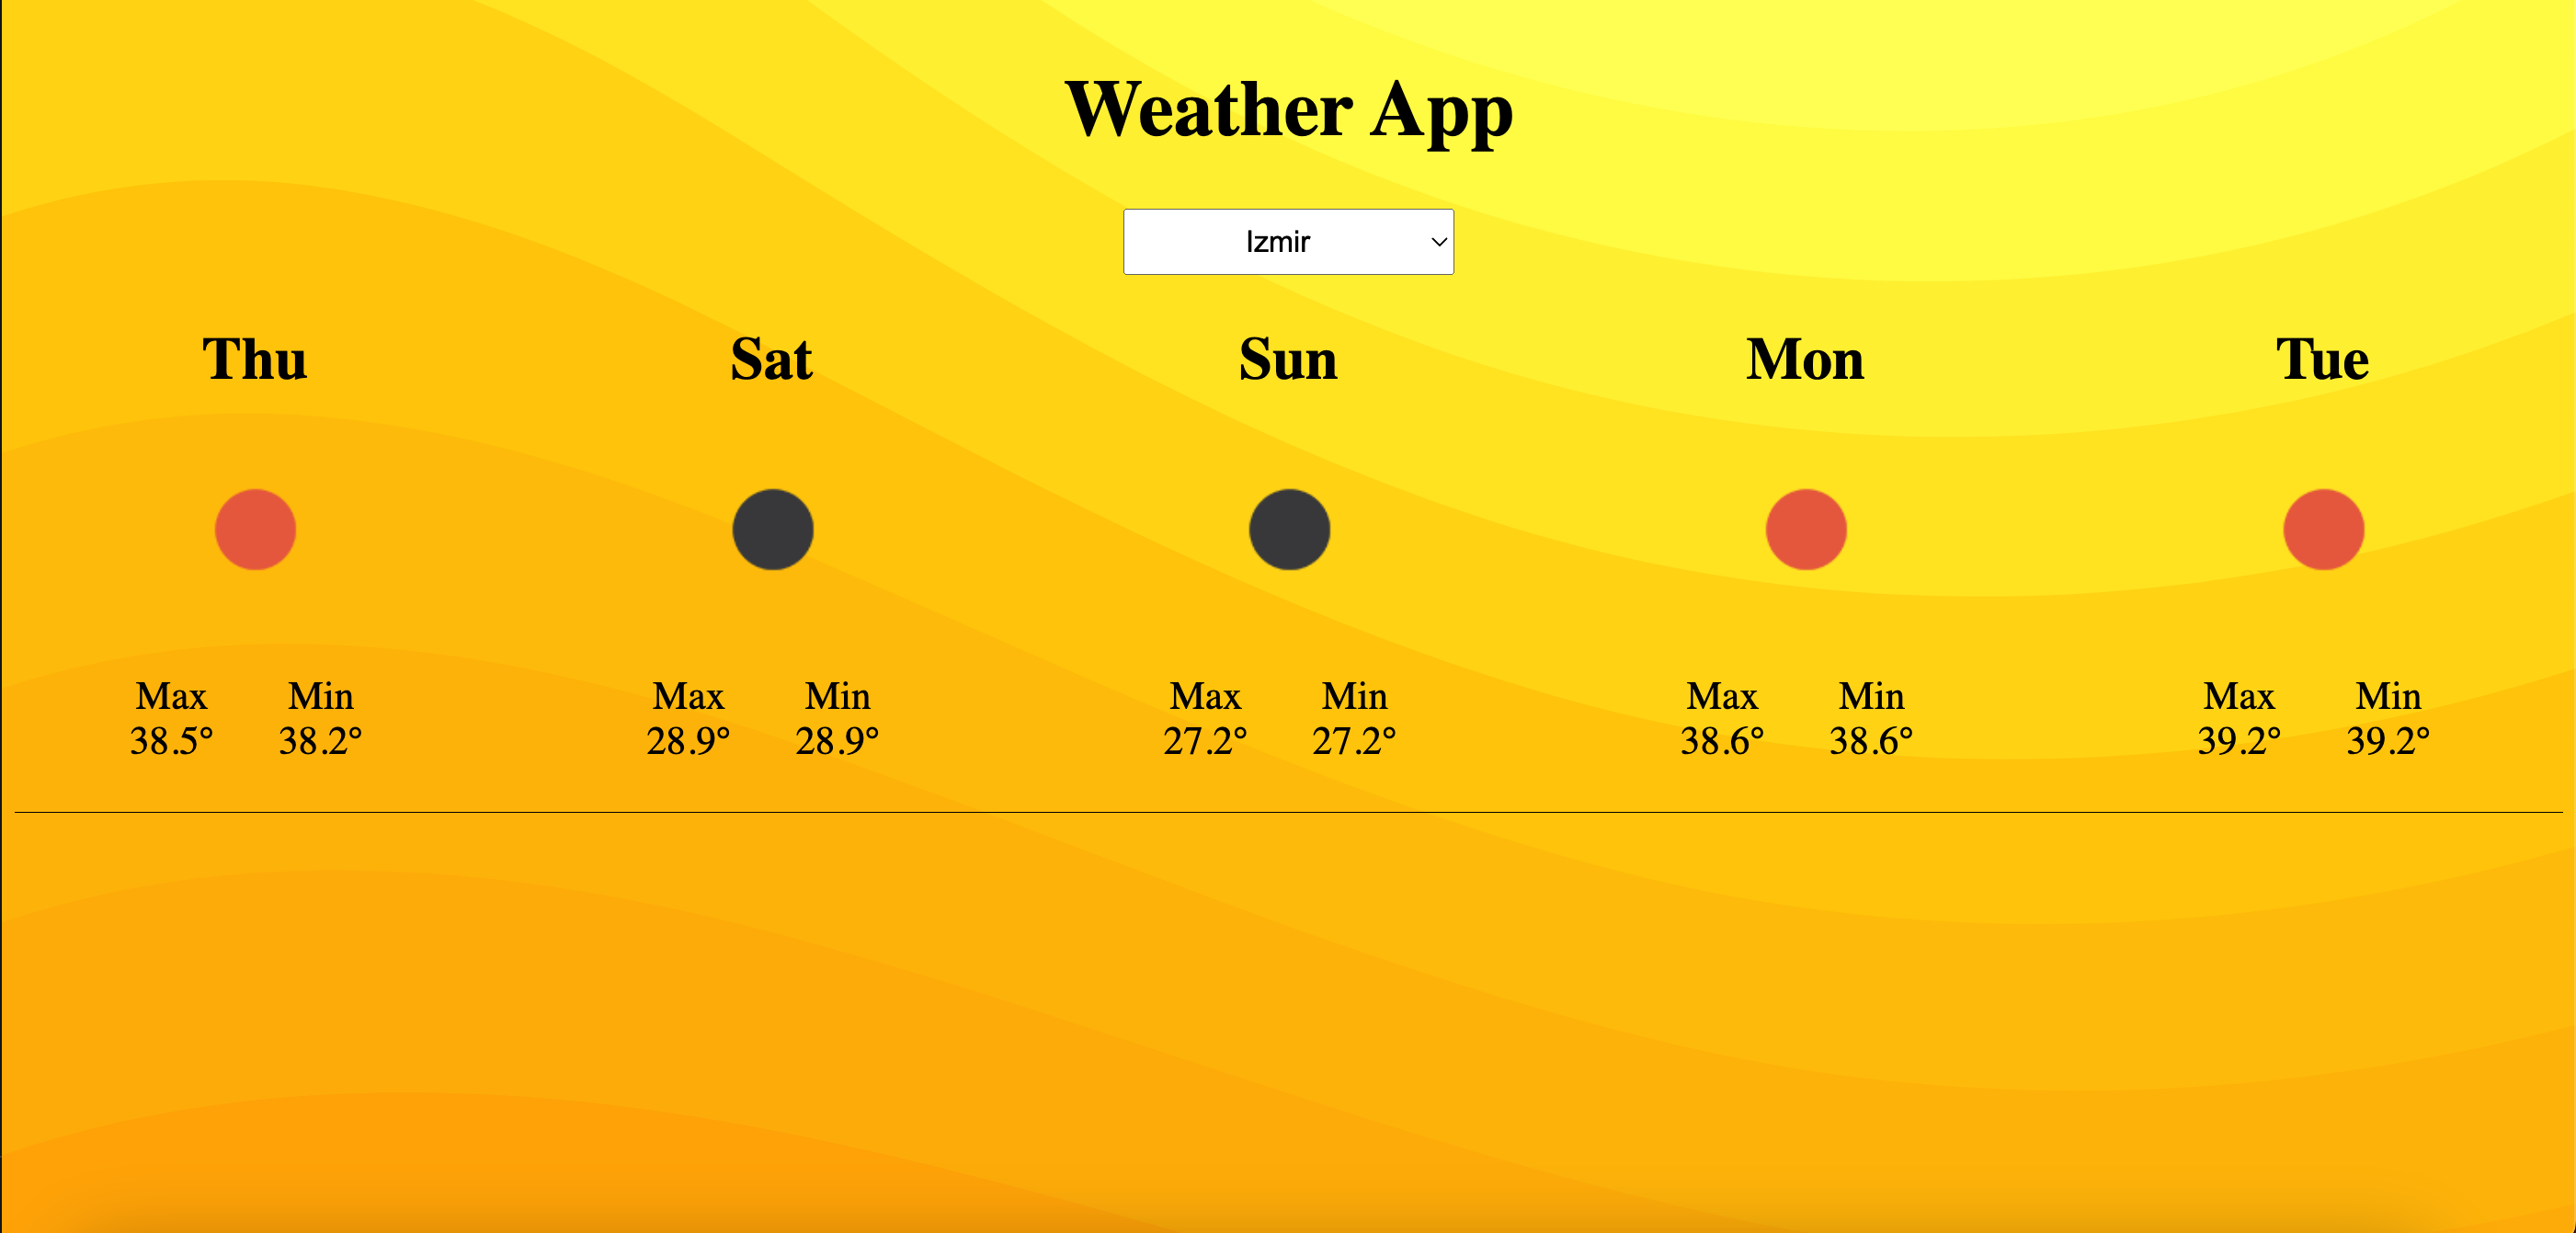 Weather App
Izmir
Thu Sat Sun Mon Tue
Max Min Max Min Max Min Max Min Max Min
38.5° 38.2° 28.9° 28.9° 27.2° 27.2° 38.6° 38.6° 39.2° 39.2°